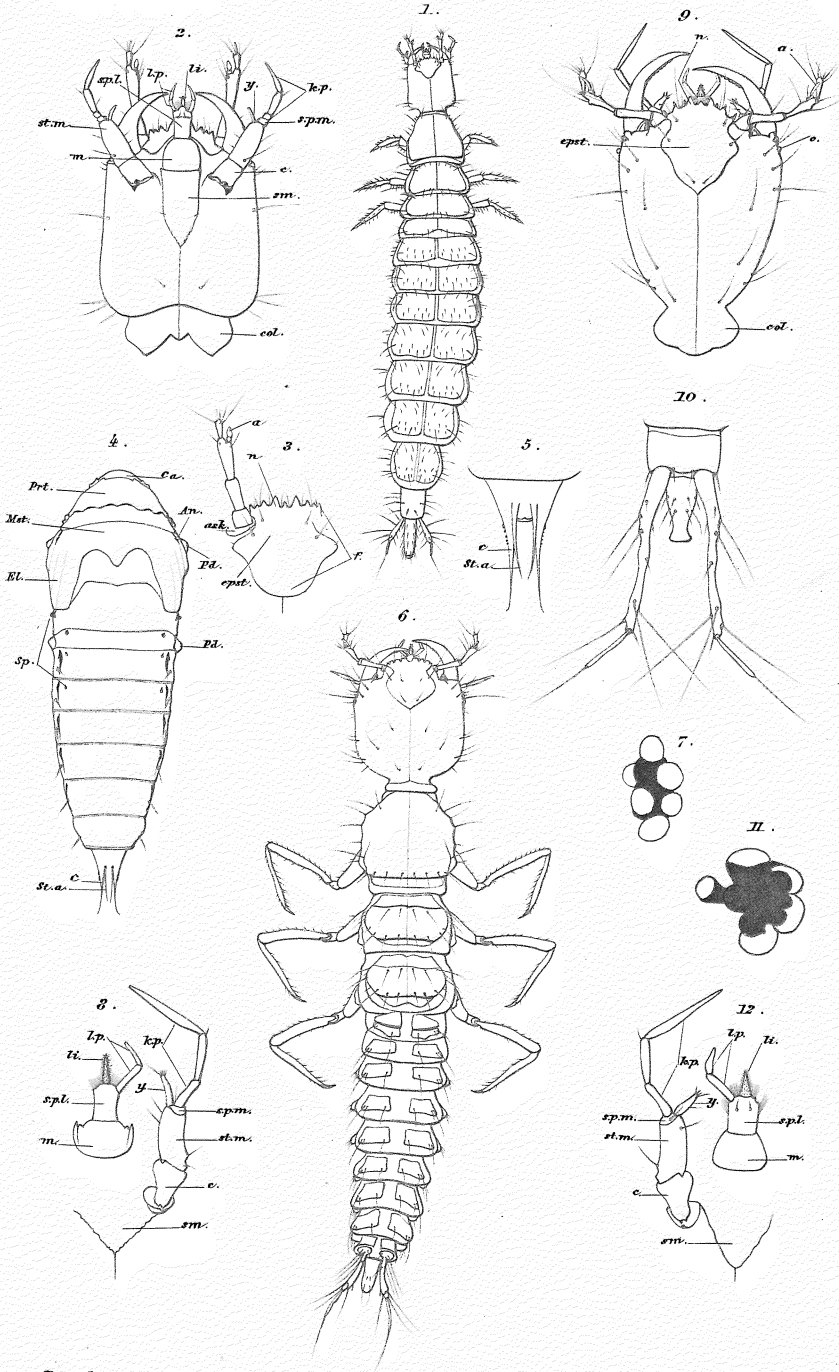 1.
2.
sp.l.
l.p.
li.
y.
k.p.
st.m.
s.p.m.
m
c.
sm.
col.
9.
n.
a.
epst.
o.
col.
3.
a
n
ask.
epst.
f.
4.
Prt.
ca.
Mst.
An.
El.
Pd.
Sp.
Pd.
c
St.a.
5.
c
St.a.
10.
6.
7.
11.
8.
l.p.
k.p.
li.
y
s.p.l.
s.p.m.
m.
st.m.
c.
sm.
12.
l.p.
li.
k.p.
y.
s.p.m.
s.p.l.
st.m.
m.
c.
sm.